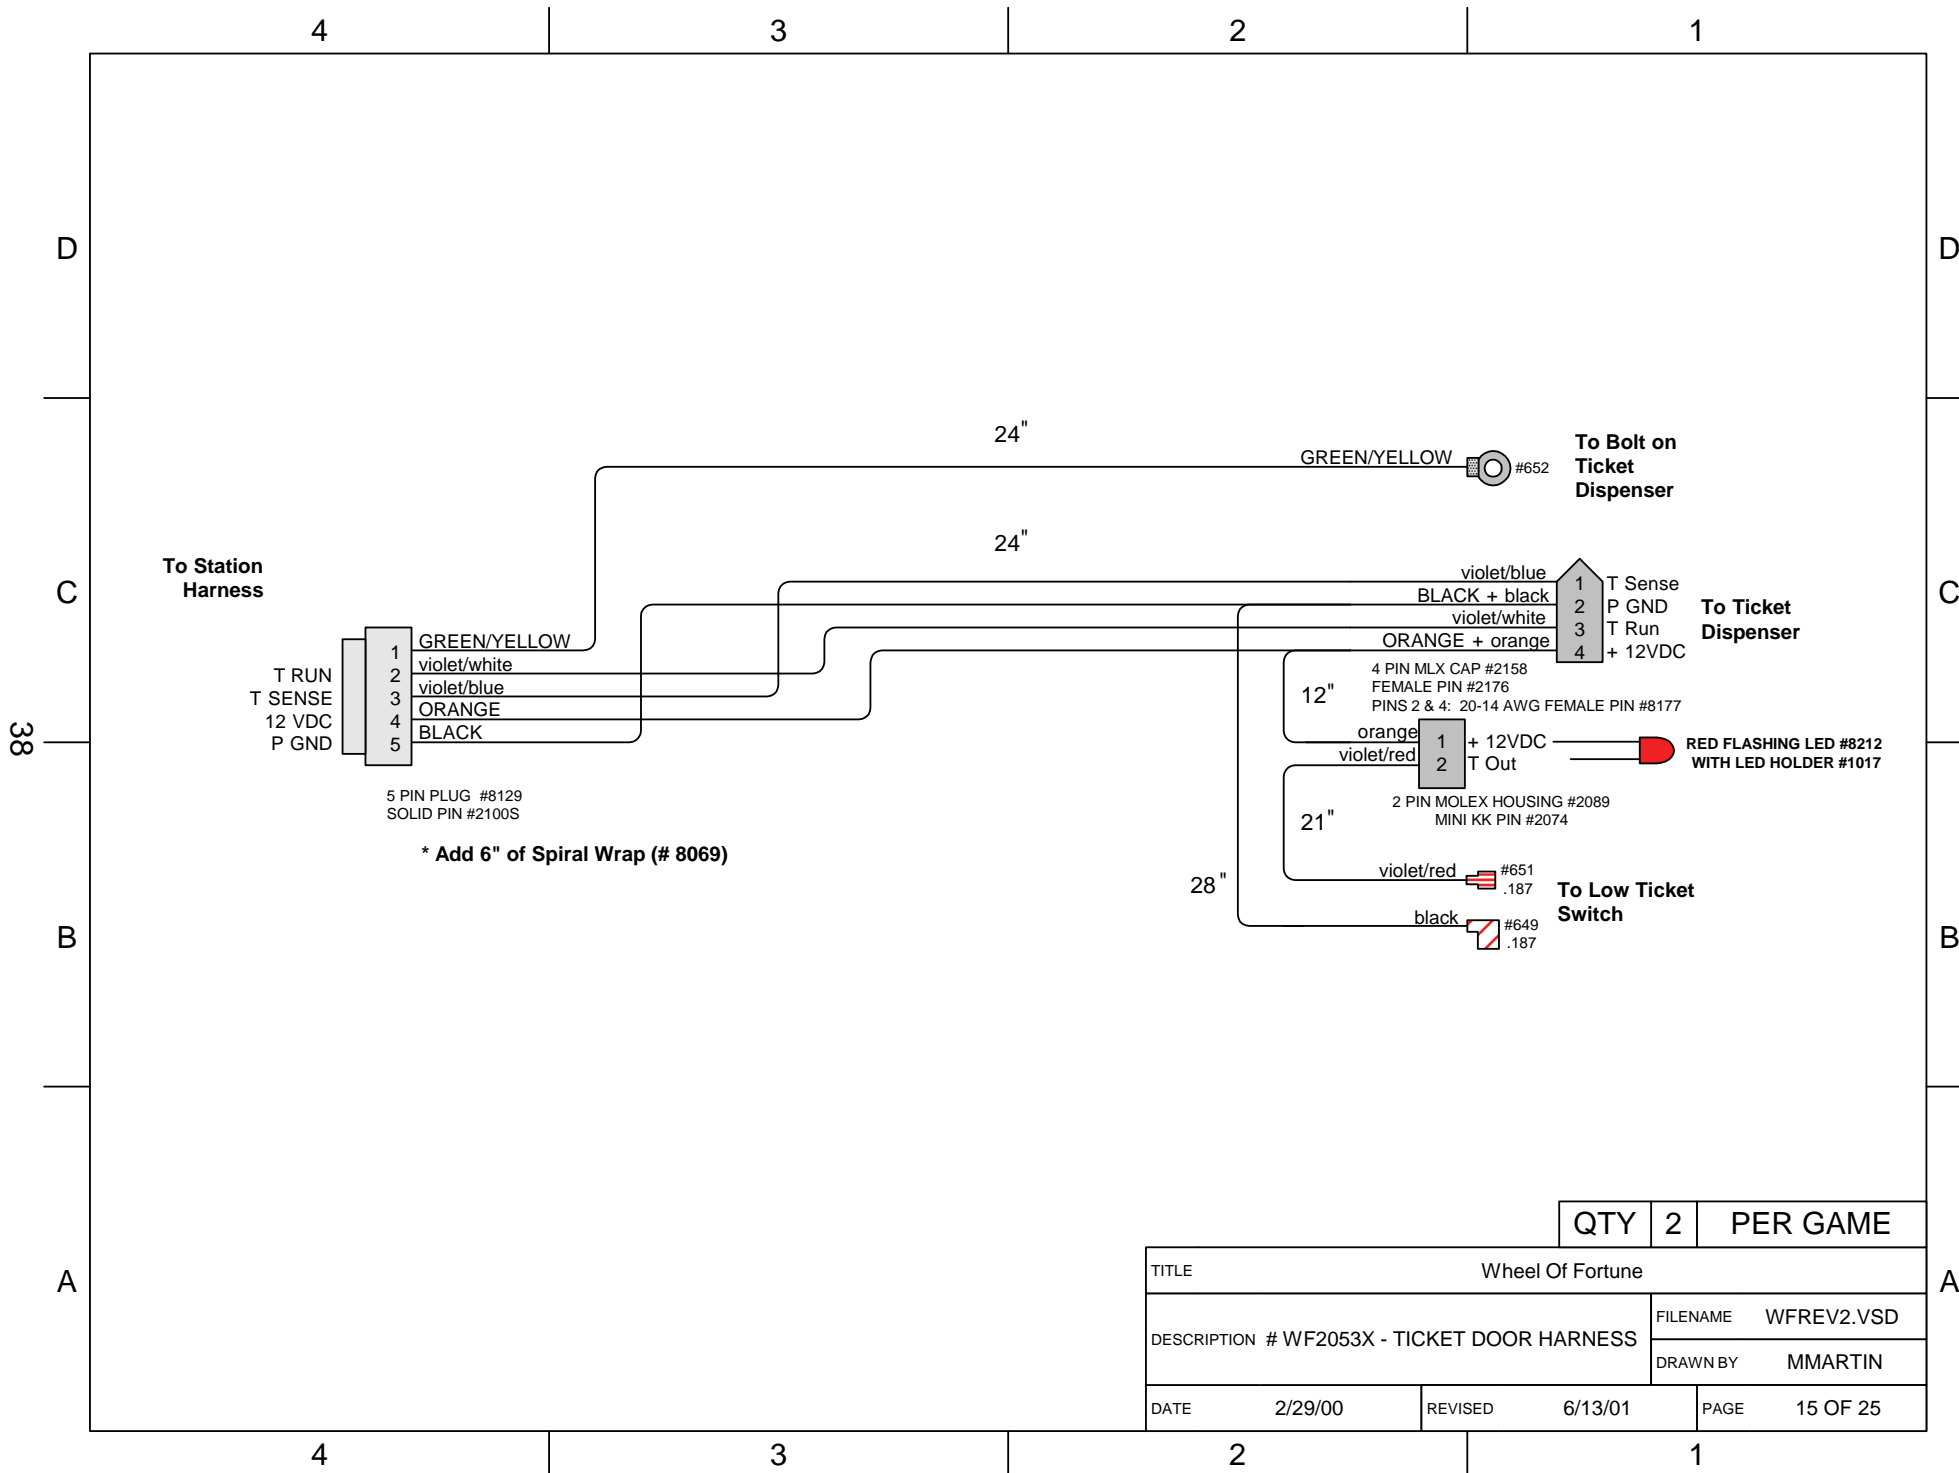 4 3 2 1
D D
24"
GREEN/YELLOW
#652
To Bolt on
Ticket
Dispenser
24"
To Station
Harness
C C
violet/blue
BLACK + black
violet/white
ORANGE + orange
1 T Sense
2 P GND
3 T Run
4 + 12VDC
To Ticket
Dispenser
1 GREEN/YELLOW
T RUN 2 violet/white
T SENSE 3 violet/blue
12 VDC 4 ORANGE
P GND 5 BLACK
4 PIN MLX CAP #2158
FEMALE PIN #2176
PINS 2 & 4: 20-14 AWG FEMALE PIN #8177
12"
38
orange 1 + 12VDC
violet/red 2 T Out
RED FLASHING LED #8212
WITH LED HOLDER #1017
5 PIN PLUG #8129
SOLID PIN #2100S
2 PIN MOLEX HOUSING #2089
MINI KK PIN #2074
21"
* Add 6" of Spiral Wrap (# 8069)
28"
violet/red
#651
.187
To Low Ticket
Switch
black
#649
.187
B B
QTY 2 PER GAME
A A
TITLE Wheel Of Fortune
DESCRIPTION # WF2053X - TICKET DOOR HARNESS
FILENAME WFREV2.VSD
DRAWN BY MMARTIN
DATE 2/29/00 REVISED 6/13/01 PAGE 15 OF 25
4 3 2 1